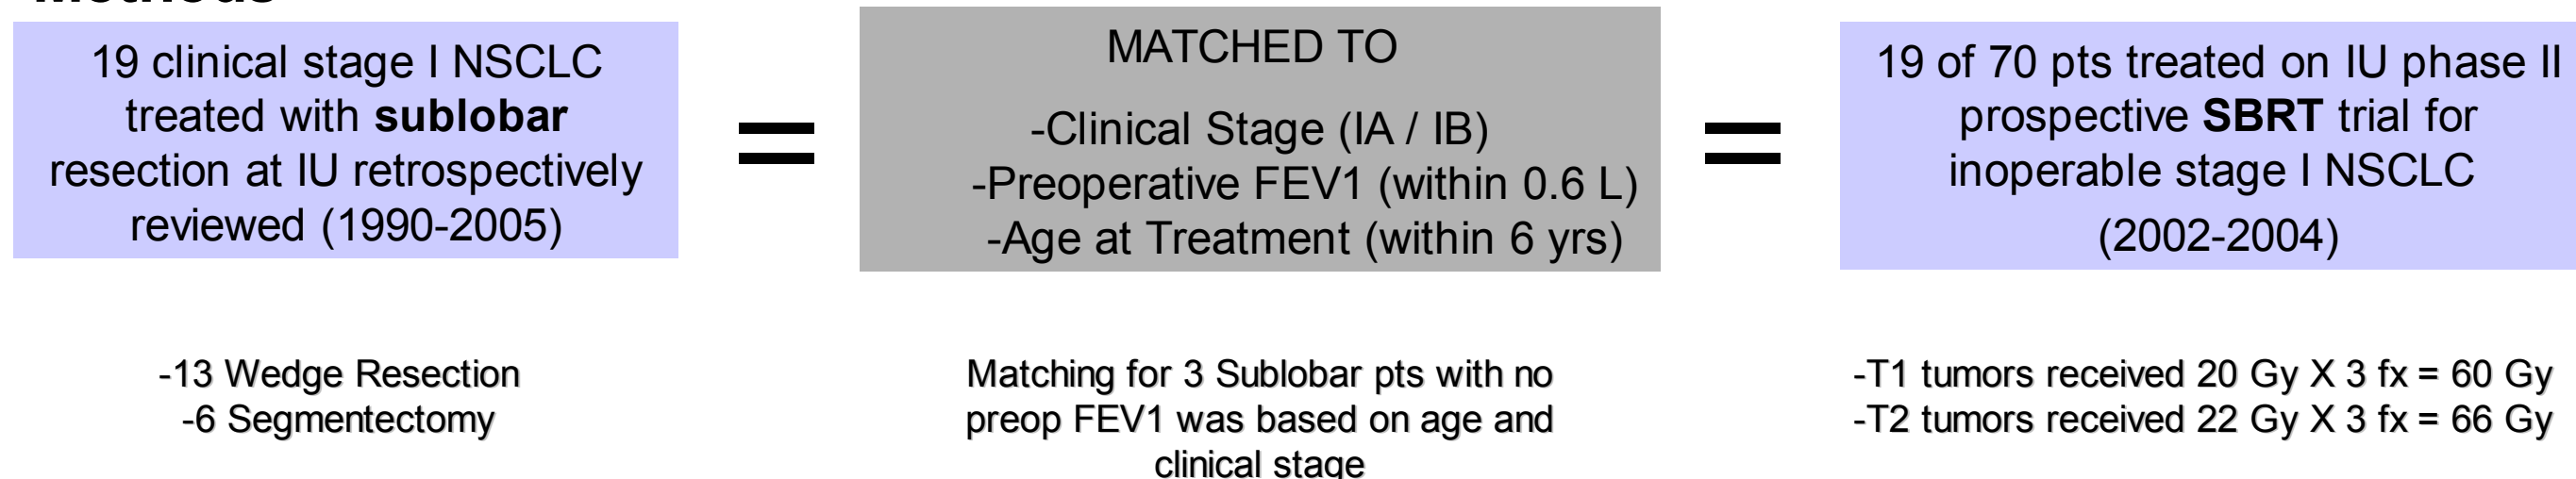 Methods
19 clinical stage I NSCLC
treated with sublobar
resection at IU retrospectively
reviewed (1990-2005)
=
MATCHED TO
-Clinical Stage (IA / IB)
-Preoperative FEV1 (within 0.6 L)
-Age at Treatment (within 6 yrs)
=
19 of 70 pts treated on IU phase II
prospective SBRT trial for
inoperable stage I NSCLC
(2002-2004)
-13 Wedge Resection
-6 Segmentectomy
Matching for 3 Sublobar pts with no
preop FEV1 was based on age and
clinical stage
-T1 tumors received 20 Gy X 3 fx = 60 Gy
-T2 tumors received 22 Gy X 3 fx = 66 Gy